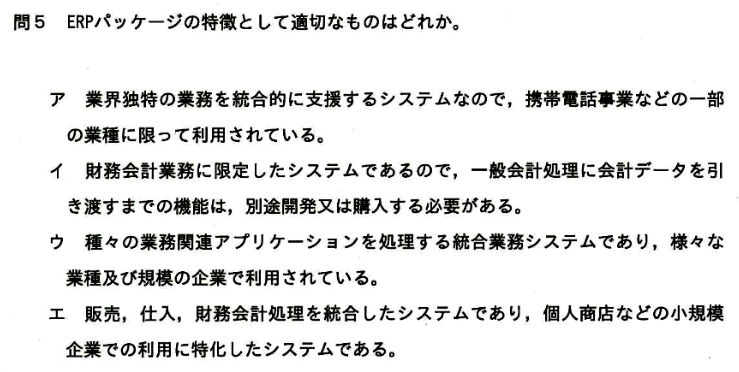 問５　ERPパッケージの特徴として適切なものはどれか。
ア　業界独特の業務を統合的に支援するシステムなので，携帯電話事業などの一部
の業種に限って利用されている。
イ　財務会計業務に限定したシステムであるので，一般会計処理に会計データを引
き渡すまでの機能は，別途開発又は購入する必要がある。
ウ　種々の業務関連アプリケーションを処理する統合業務システムであり，様々な
業種及び規模の企業で利用されている。
エ　販売，仕入，財務会計処理を統合したシステムであり，個人商店などの小規模
企業での利用に特化したシステムである。